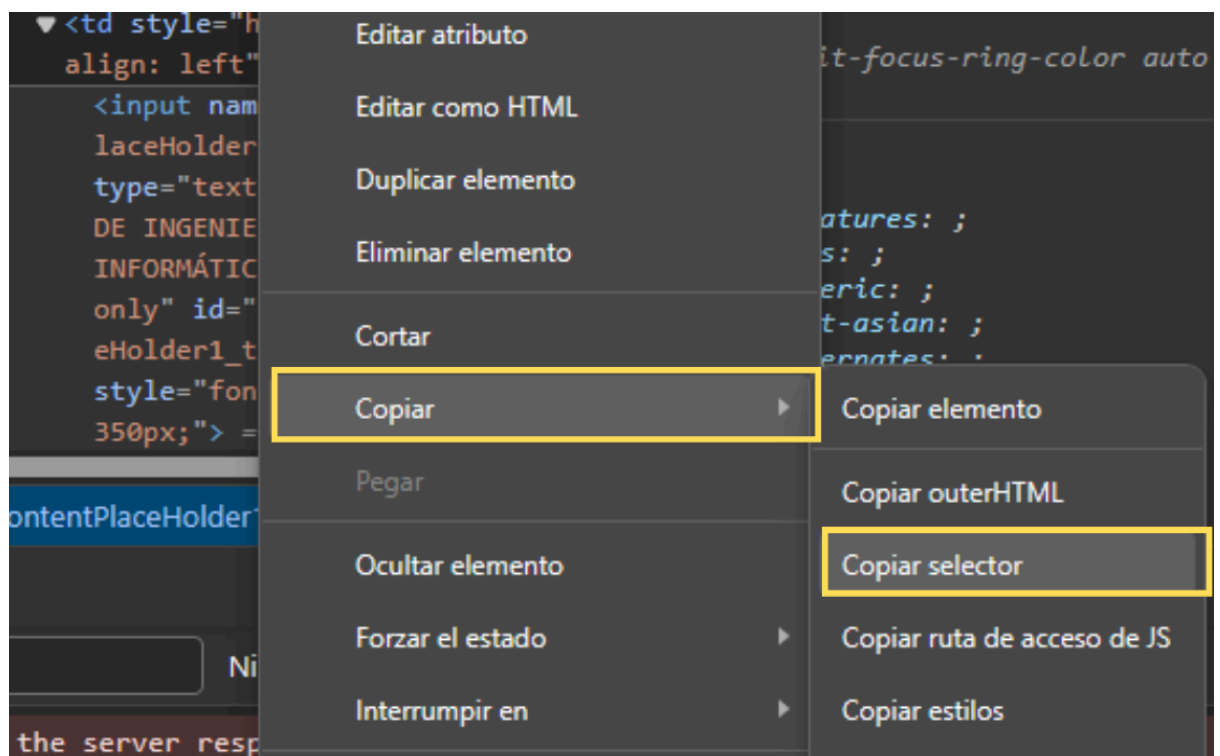 ▼<td style="h
align: left"
<input nam
laceHolder
type="text
DE INGENIE
INFORMÁTIC
only" id="
eHolder1_t
style="fon
350px;"> =
ontentPlaceHolder1
Ni
the server resp
Editar atributo
Editar como HTML
Duplicar elemento
Eliminar elemento
Cortar
Copiar
Pegar
Ocultar elemento
Forzar el estado
Interrumpir en
it-focus-ring-color auto
atures: ;
s: ;
eric: ;
t-asian: ;
ernates: ;
Copiar elemento
Copiar outerHTML
Copiar selector
Copiar ruta de acceso de JS
Copiar estilos